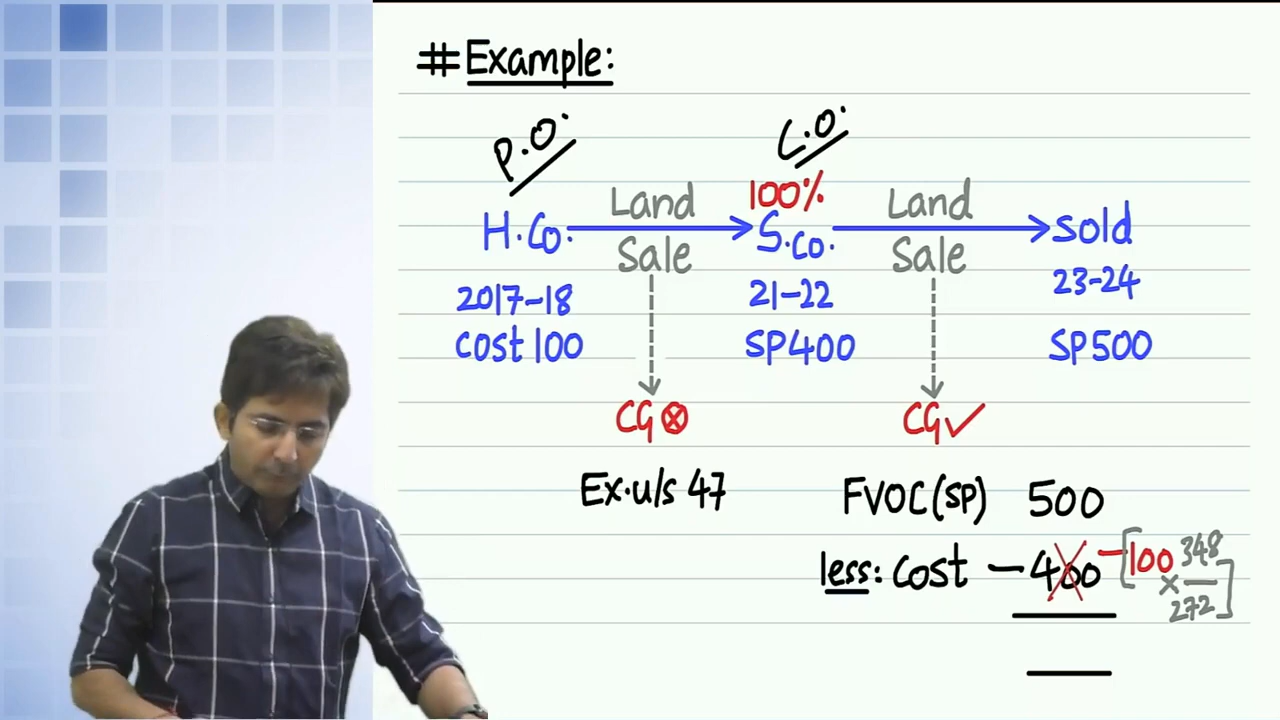 # Example:
P.O. C.O.
100%
Land Land
H.Co. S.Co. Sold
Sale Sale
2017-18 21-22 23-24
Cost 100 SP400 SP500
CG⊗ CG✓
Ex.u/s 47 FVOC(SP) 500
less: Cost - 400 - [100 × 348/272]